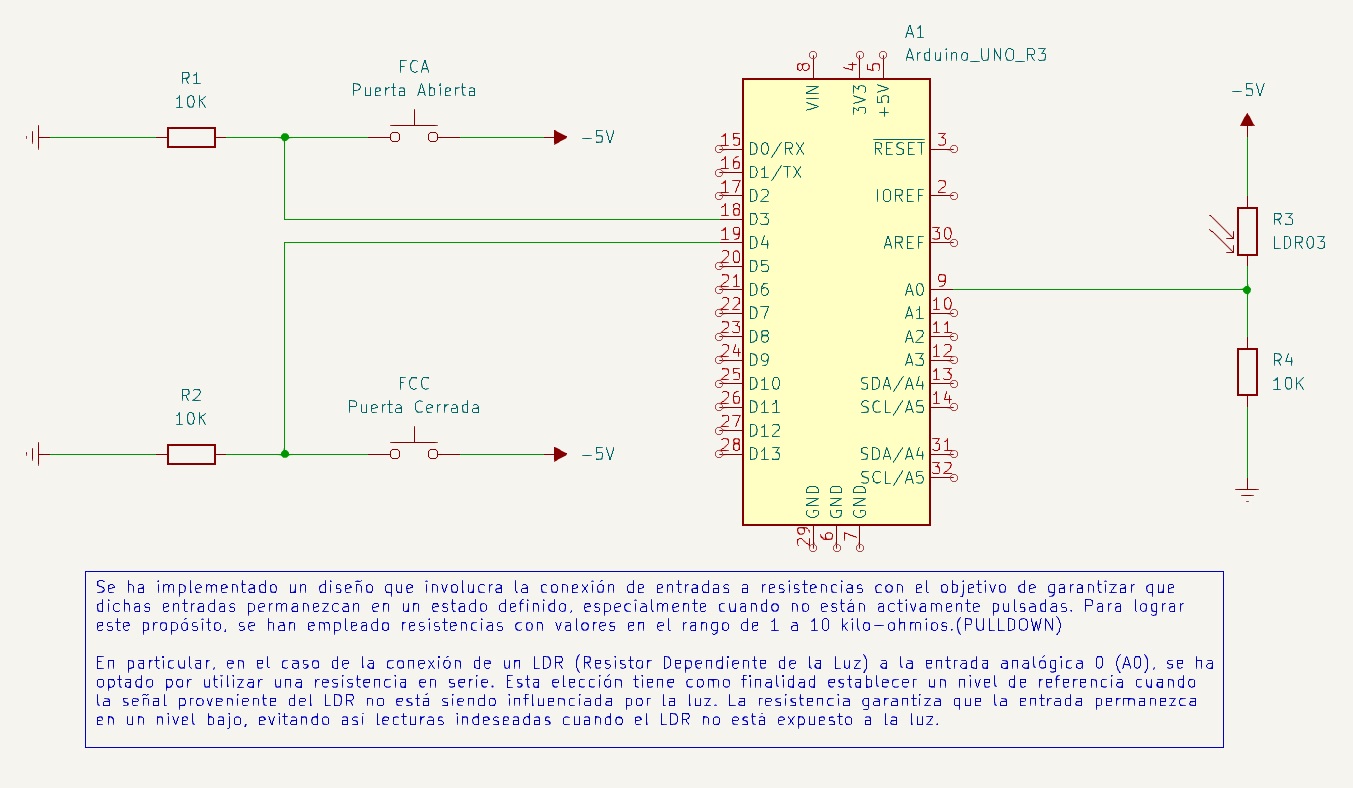 A1
Arduino_UNO_R3
R1
10K
FCA
Puerta Abierta
-5V
R2
10K
FCC
Puerta Cerrada
-5V
8
4
5
VIN
3V3
+5V
15
D0/RX
16
D1/TX
17
D2
18
D3
19
D4
20
D5
21
D6
22
D7
23
D8
24
D9
25
D10
26
D11
27
D12
28
D13
RESET
3
IOREF
2
AREF
30
A0
9
A1
10
A2
11
A3
12
SDA/A4
13
SCL/A5
14
SDA/A4
31
SCL/A5
32
GND
GND
GND
29
6
7
-5V
R3
LDR03
R4
10K
Se ha implementado un diseño que involucra la conexión de entradas a resistencias con el objetivo de garantizar que
dichas entradas permanezcan en un estado definido, especialmente cuando no están activamente pulsadas. Para lograr
este propósito, se han empleado resistencias con valores en el rango de 1 a 10 kilo-ohmios.(PULLDOWN)
En particular, en el caso de la conexión de un LDR (Resistor Dependiente de la Luz) a la entrada analógica 0 (A0), se ha
optado por utilizar una resistencia en serie. Esta elección tiene como finalidad establecer un nivel de referencia cuando
la señal proveniente del LDR no está siendo influenciada por la luz. La resistencia garantiza que la entrada permanezca
en un nivel bajo, evitando así lecturas indeseadas cuando el LDR no está expuesto a la luz.